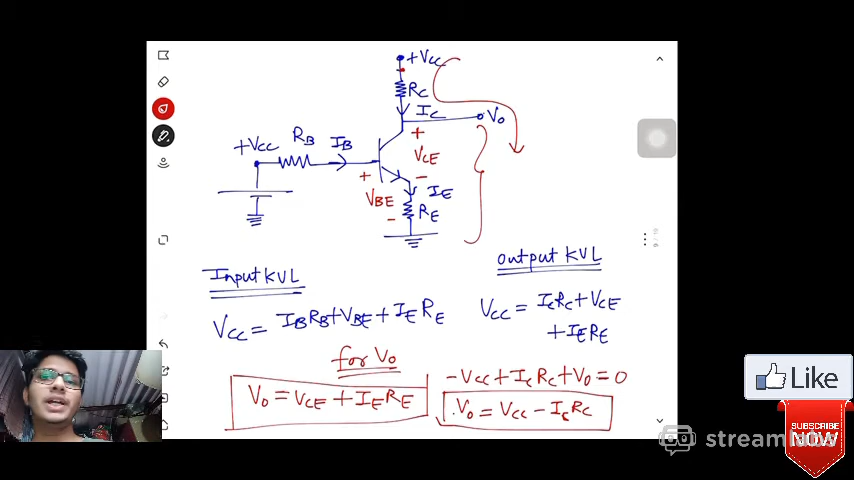 +Vcc
RC
IC
Vo
+Vcc
RB
IB
+
VCE
-
+
VBE
-
IE
RE
Input KVL
Vcc = IBRB+VBE+IERE
output KVL
Vcc = ICRC+VCE
+IERE
for Vo
Vo = VCE + IERE
-Vcc+ICRC+Vo=0
Vo = Vcc - ICRC
Like
SUBSCRIBE
NOW
streamlabs